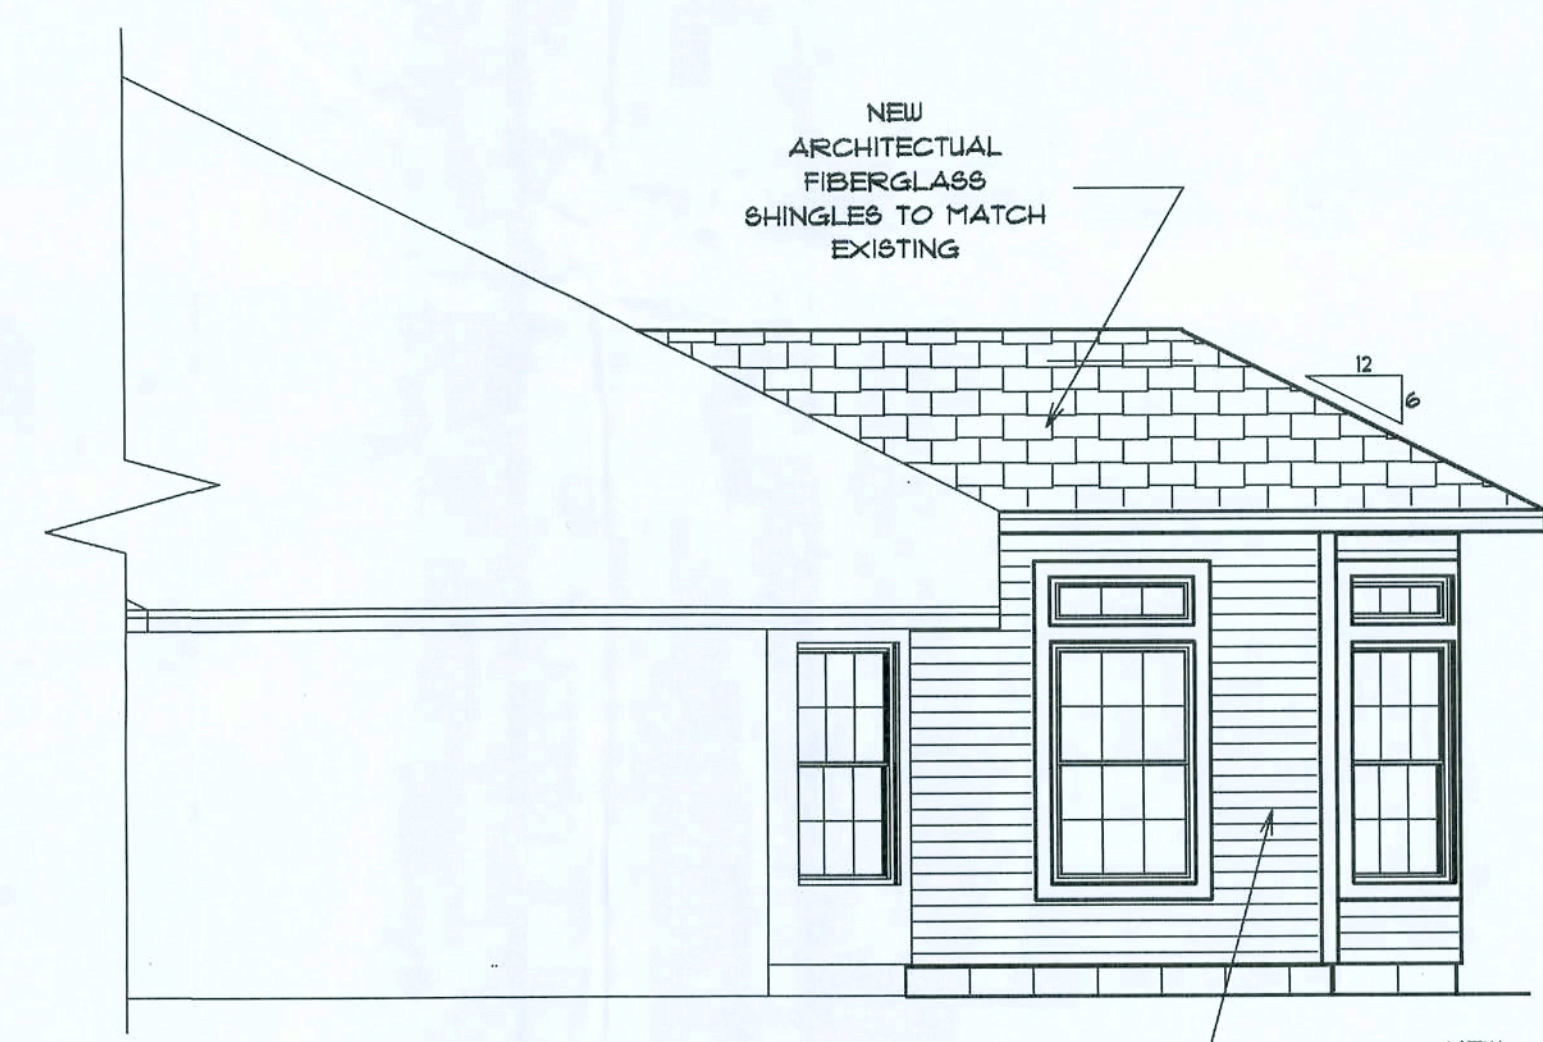 NEW
ARCHITECTUAL
FIBERGLASS
SHINGLES TO MATCH
EXISTING
12
6